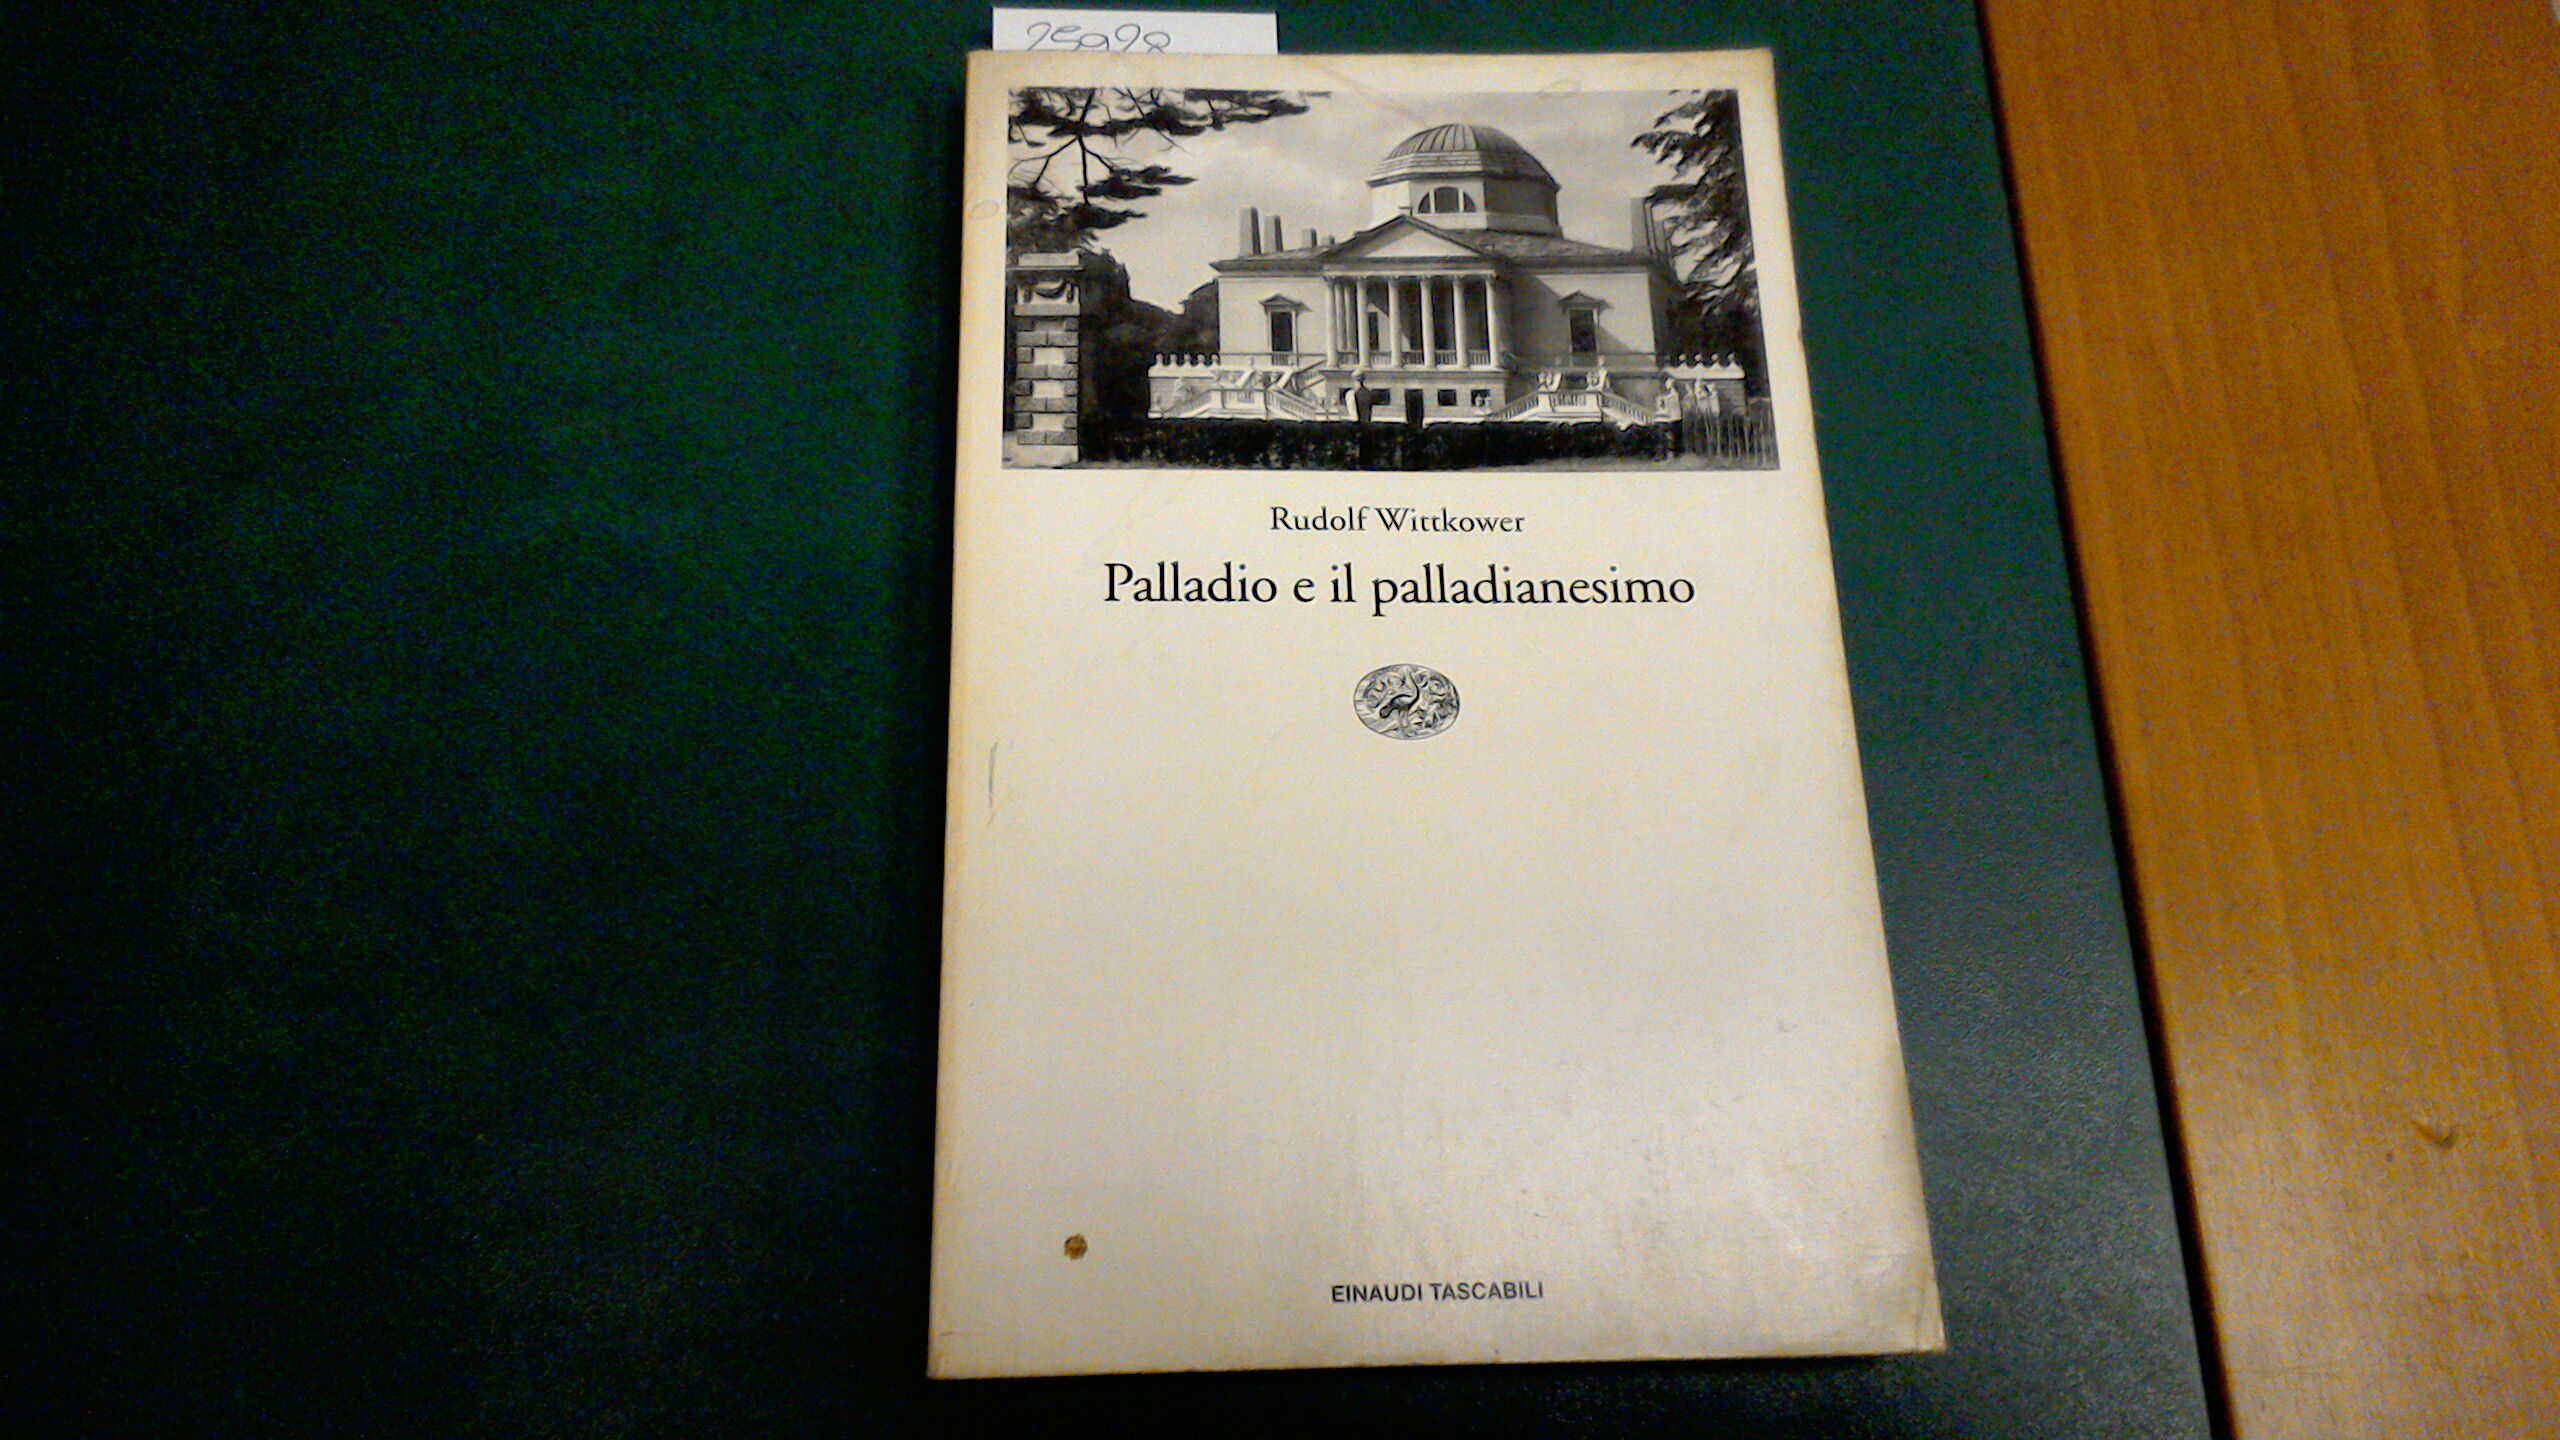 Rudolf Wittkower
Palladio e il palladianesimo
EINAUDI TASCABILI